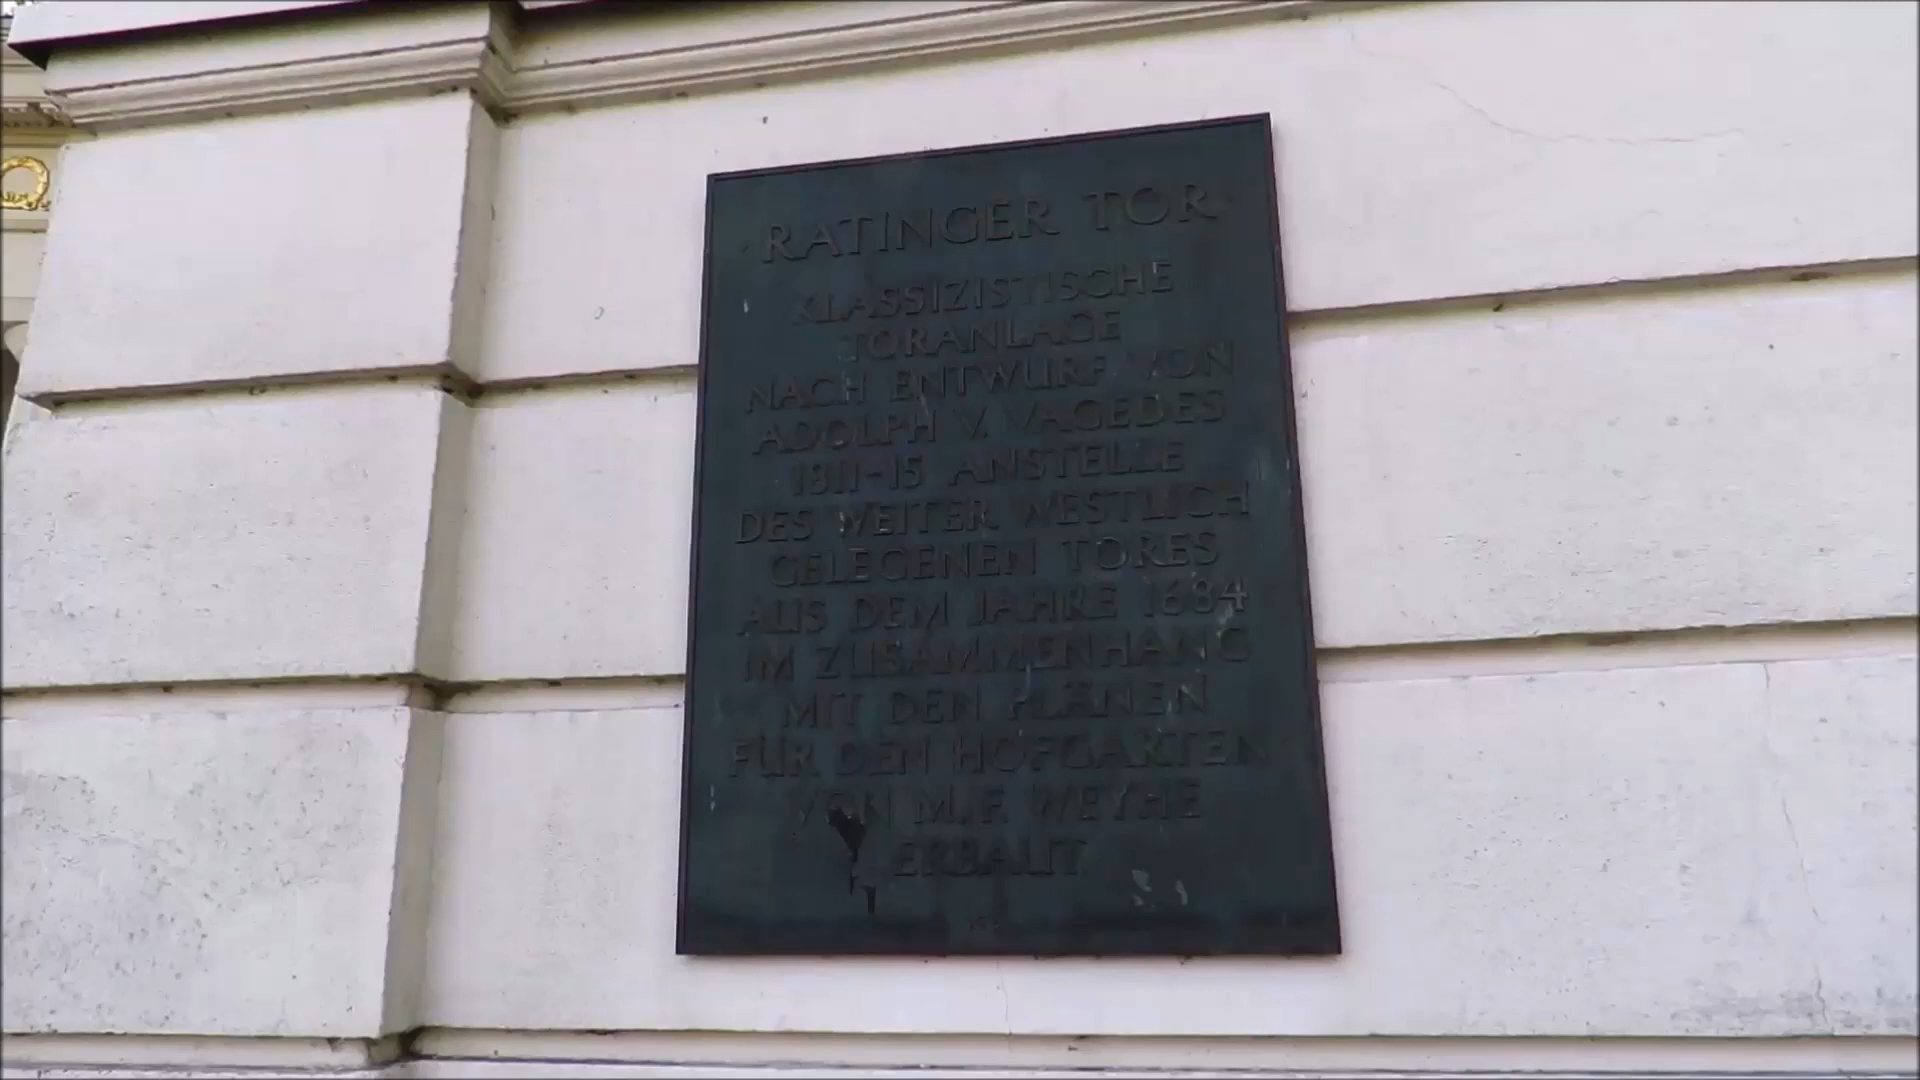 RATINGER TOR
KLASSIZISTISCHE
TORANLAGE
NACH ENTWURF VON
ADOLPH V. VAGEDES
1811-15 ANSTELLE
DES WEITER WESTLICH
GELEGENEN TORES
AUS DEM JAHRE 1684
IM ZUSAMMENHANG
MIT DEN PLÄNEN
FÜR DEN HOFGARTEN
VON M. F. WEYHE
ERBAUT